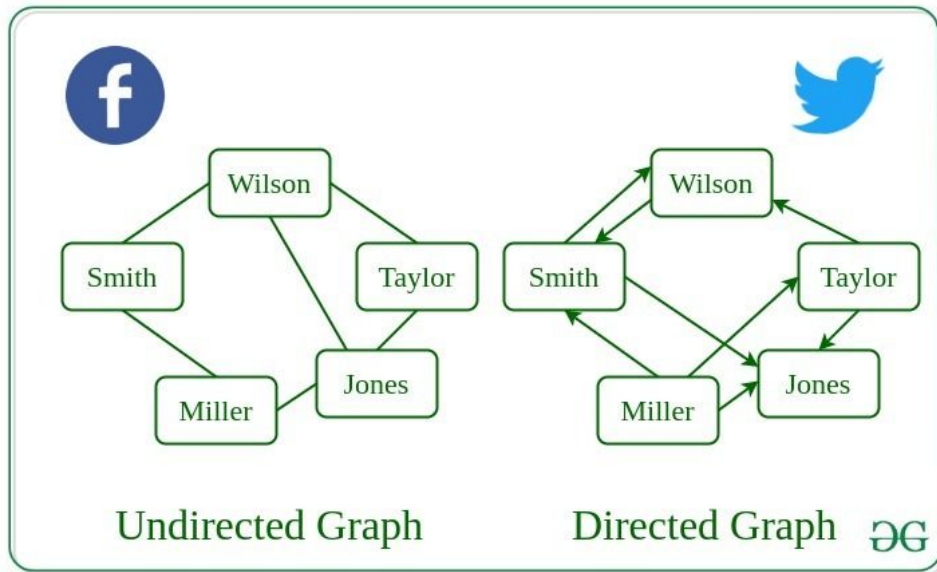 f
Wilson
Smith
Taylor
Jones
Miller
Undirected Graph
Wilson
Smith
Taylor
Jones
Miller
Directed Graph